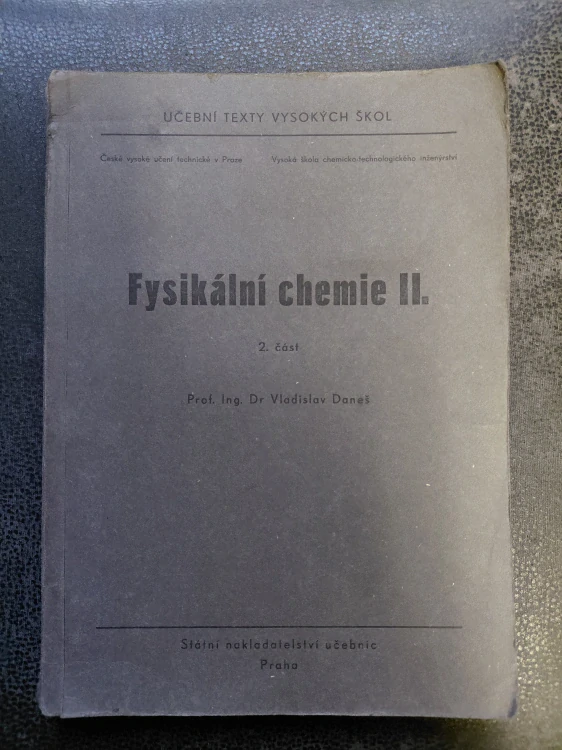 UČEBNÍ TEXTY VYSOKÝCH ŠKOL
České vysoké učení technické v Praze Vysoká škola chemicko-technologického inženýrství
Fysikální chemie II.
2. část
Prof. Ing. Dr Vladislav Daneš
Státní nakladatelství učebnic
Praha